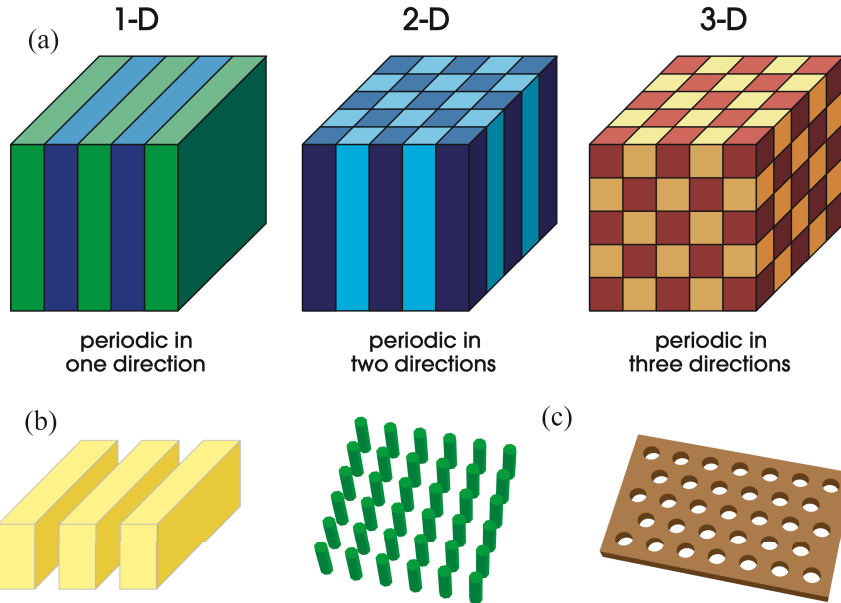 1-D
2-D
3-D
(a)
periodic in
one direction
periodic in
two directions
periodic in
three directions
(b)
(c)